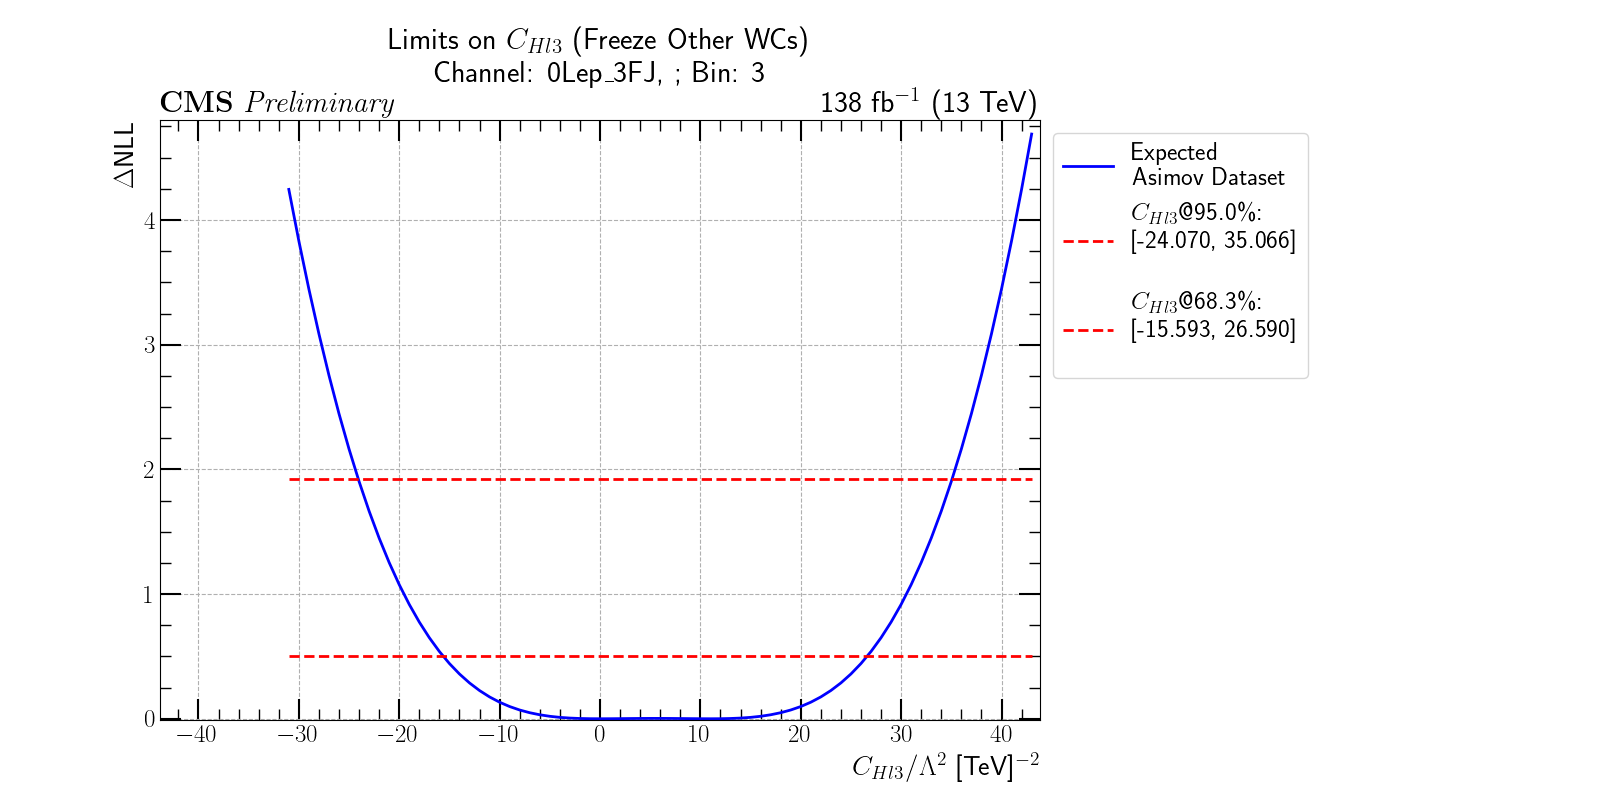 Limits on C_{Hl3} (Freeze Other WCs)
Channel: 0Lep_3FJ, ; Bin: 3
CMS Preliminary
138 fb^{-1} (13 TeV)
ΔNLL
4
3
2
1
0
−40
−30
−20
−10
0
10
20
30
40
C_{Hl3}/Λ^2 [TeV]^{-2}
Expected
Asimov Dataset
C_{Hl3}@95.0%:
[-24.070, 35.066]
C_{Hl3}@68.3%:
[-15.593, 26.590]